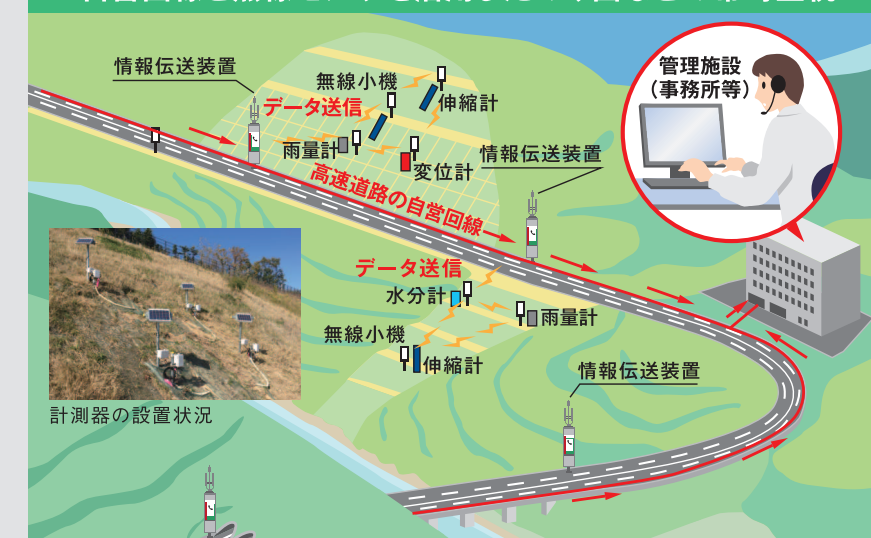 情報伝送装置
無線小機
伸縮計
データ送信
雨量計
変位計
情報伝送装置
高速道路の自営回線
管理施設
(事務所等)
データ送信
水分計
雨量計
無線小機
伸縮計
情報伝送装置
計測器の設置状況